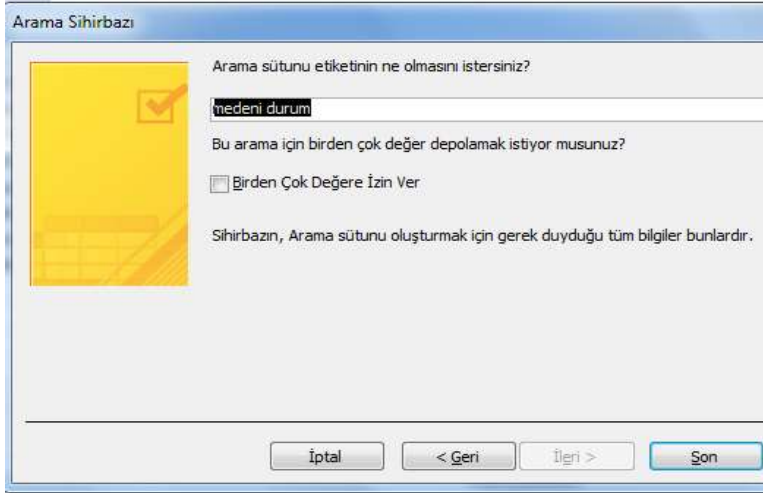 Arama Sihirbazı
Arama sütunu etiketinin ne olmasını istersiniz?
medeni durum
Bu arama için birden çok değer depolamak istiyor musunuz?
Birden Çok Değere İzin Ver
Sihirbazın, Arama sütunu oluşturmak için gerek duyduğu tüm bilgiler bunlardır.
İptal
< Geri
İleri >
Son